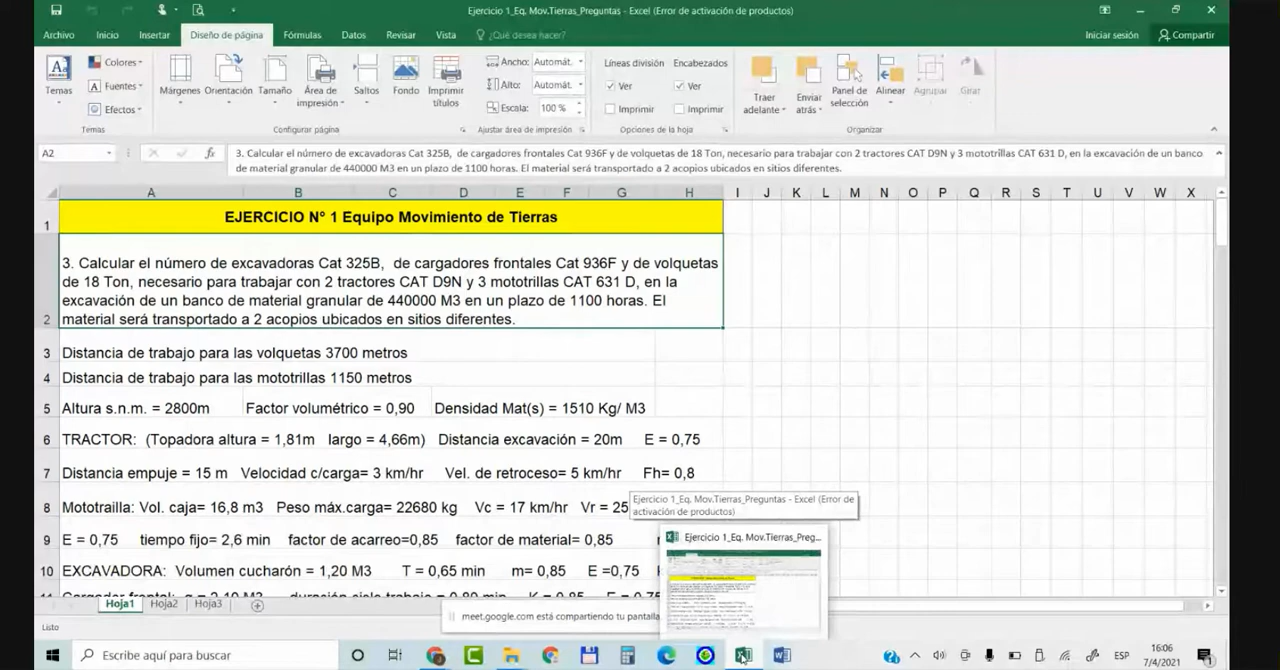 Ejercicio 1_Eq. Mov.Tierras_Preguntas - Excel (Error de activación de productos)
Archivo Inicio Insertar Diseño de página Fórmulas Datos Revisar Vista ¿Qué desea hacer? Iniciar sesión Compartir
Colores Ancho: Automát. Líneas división Encabezados
Fuentes Alto: Automát. Ver Ver
Temas Efectos Márgenes Orientación Tamaño Área de impresión Saltos Fondo Imprimir títulos Escala: 100 % Imprimir Imprimir Traer adelante Enviar atrás Panel de selección Alinear Agrupar Girar
Temas Configurar página Ajustar área de impresión Opciones de la hoja Organizar
A2 fx 3. Calcular el número de excavadoras Cat 325B, de cargadores frontales Cat 936F y de volquetas de 18 Ton, necesario para trabajar con 2 tractores CAT D9N y 3 mototrillas CAT 631 D, en la excavación de un banco
de material granular de 440000 M3 en un plazo de 1100 horas. El material será transportado a 2 acopios ubicados en sitios diferentes.
A B C D E F G H I J K L M N O P Q R S T U V W X
1 EJERCICIO Nº 1 Equipo Movimiento de Tierras
3. Calcular el número de excavadoras Cat 325B, de cargadores frontales Cat 936F y de volquetas
de 18 Ton, necesario para trabajar con 2 tractores CAT D9N y 3 mototrillas CAT 631 D, en la
excavación de un banco de material granular de 440000 M3 en un plazo de 1100 horas. El
2 material será transportado a 2 acopios ubicados en sitios diferentes.
3 Distancia de trabajo para las volquetas 3700 metros
4 Distancia de trabajo para las mototrillas 1150 metros
5 Altura s.n.m. = 2800m Factor volumétrico = 0,90 Densidad Mat(s) = 1510 Kg/ M3
6 TRACTOR: (Topadora altura = 1,81m largo = 4,66m) Distancia excavación = 20m E = 0,75
7 Distancia empuje = 15 m Velocidad c/carga= 3 km/hr Vel. de retroceso= 5 km/hr Fh= 0,8
8 Mototrailla: Vol. caja= 16,8 m3 Peso máx.carga= 22680 kg Vc = 17 km/hr Vr = 25
Ejercicio 1_Eq. Mov.Tierras_Preguntas - Excel (Error de
activación de productos)
9 E = 0,75 tiempo fijo= 2,6 min factor de acarreo=0,85 factor de material= 0,85
Ejercicio 1_Eq. Mov.Tierras_Preg...
10 EXCAVADORA: Volumen cucharón = 1,20 M3 T = 0,65 min m= 0,85 E =0,75
Hoja1 Hoja2 Hoja3
meet.google.com está compartiendo tu pantalla
Listo
Escribe aquí para buscar
ESP
16:06
7/4/2021